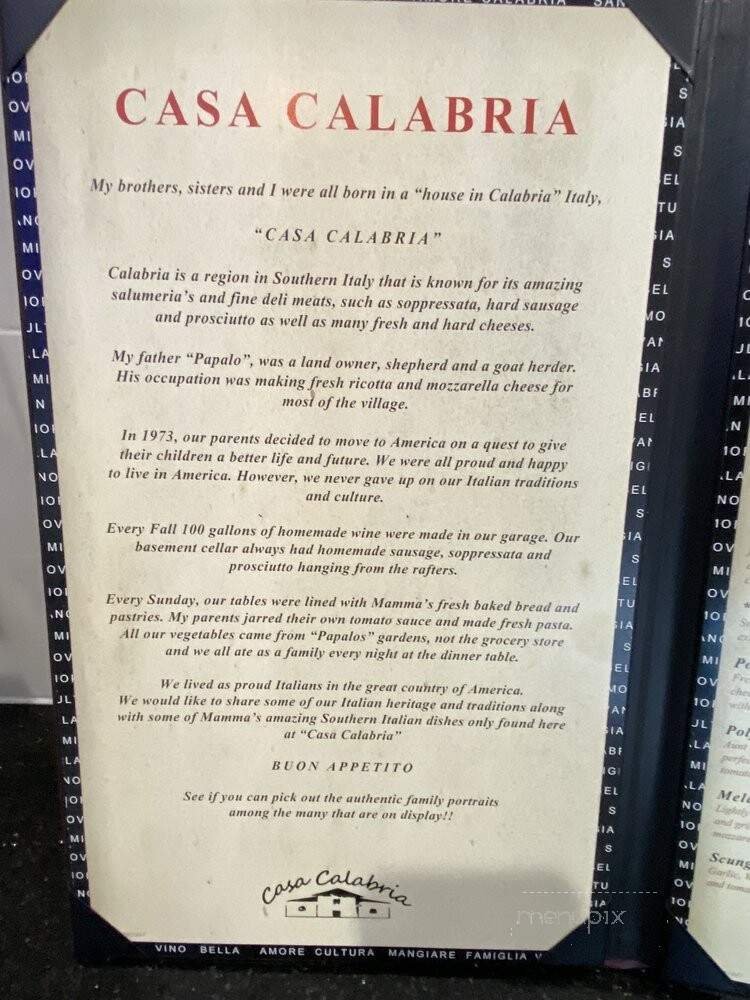 CASA CALABRIA
My brothers, sisters and I were all born in a “house in Calabria” Italy,
“CASA CALABRIA”
Calabria is a region in Southern Italy that is known for its amazing
salumeria’s and fine deli meats, such as soppressata, hard sausage
and prosciutto as well as many fresh and hard cheeses.
My father “Papalo”, was a land owner, shepherd and a goat herder.
His occupation was making fresh ricotta and mozzarella cheese for
most of the village.
In 1973, our parents decided to move to America on a quest to give
their children a better life and future. We were all proud and happy
to live in America. However, we never gave up on our Italian traditions
and culture.
Every Fall 100 gallons of homemade wine were made in our garage. Our
basement cellar always had homemade sausage, soppressata and
prosciutto hanging from the rafters.
Every Sunday, our tables were lined with Mamma’s fresh baked bread and
pastries. My parents jarred their own tomato sauce and made fresh pasta.
All our vegetables came from “Papalos” gardens, not the grocery store
and we all ate as a family every night at the dinner table.
We lived as proud Italians in the great country of America.
We would like to share some of our Italian heritage and traditions along
with some of Mamma’s amazing Southern Italian dishes only found here
at “Casa Calabria”
BUON APPETITO
See if you can pick out the authentic family portraits
among the many that are on display!!
Casa Calabria
menupix
VINO BELLA AMORE CULTURA MANGIARE FAMIGLIA V